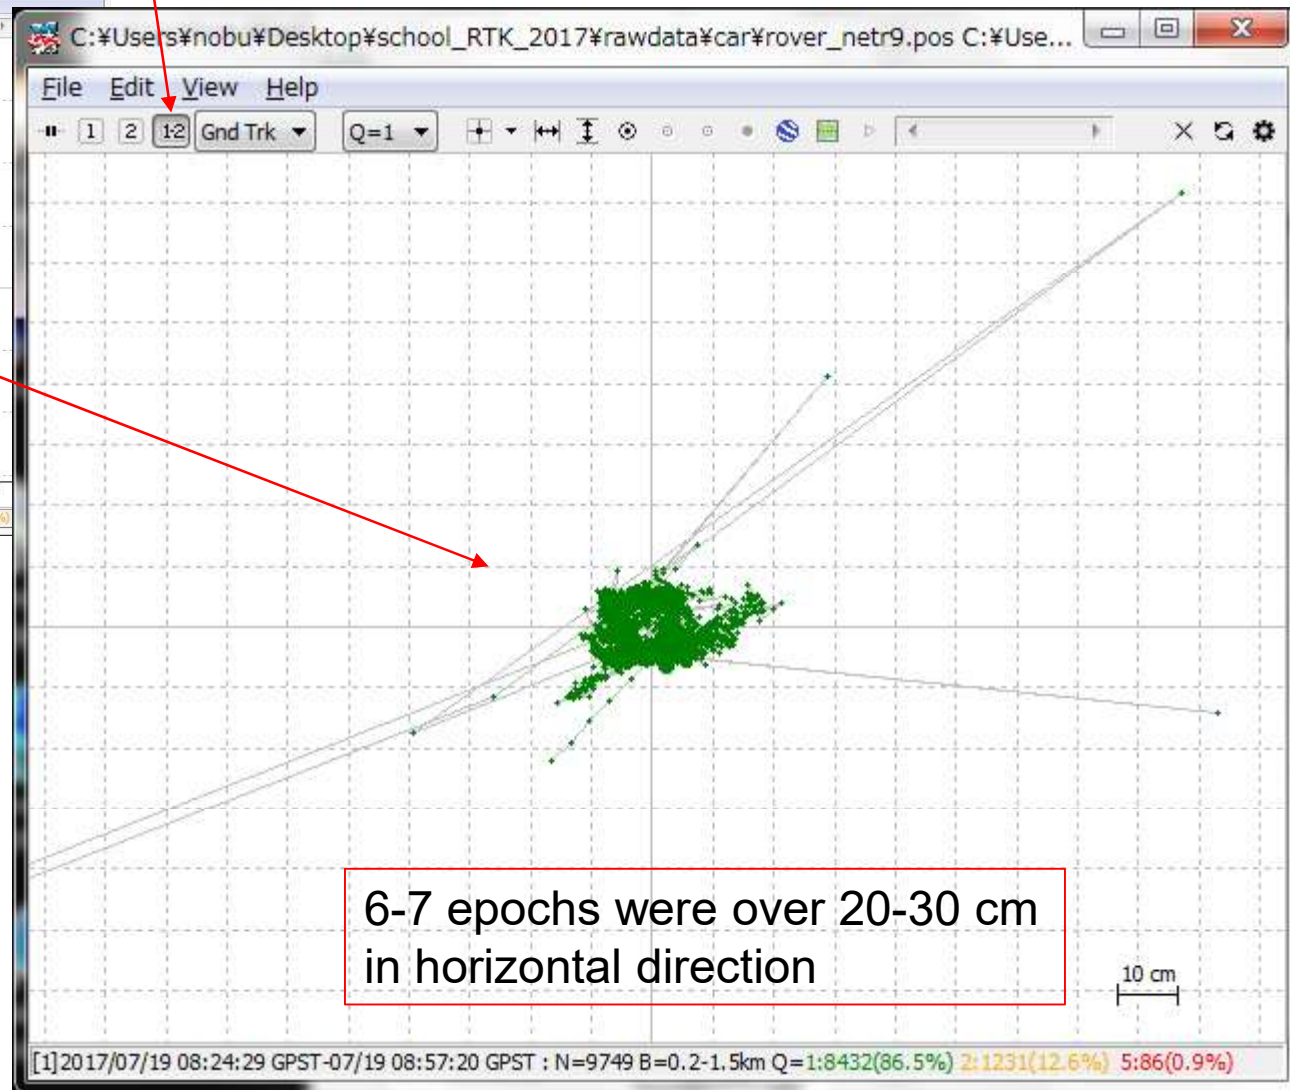 C:¥Users¥nobu¥Desktop¥school_RTK_2017¥rawdata¥car¥rover_netr9.pos C:¥Use...
File Edit View Help
1 2 1-2 Gnd Trk Q=1
6-7 epochs were over 20-30 cm
in horizontal direction
10 cm
[1]2017/07/19 08:24:29 GPST-07/19 08:57:20 GPST : N=9749 B=0.2-1.5km Q=1:8432(86.5%) 2:1231(12.6%) 5:86(0.9%)